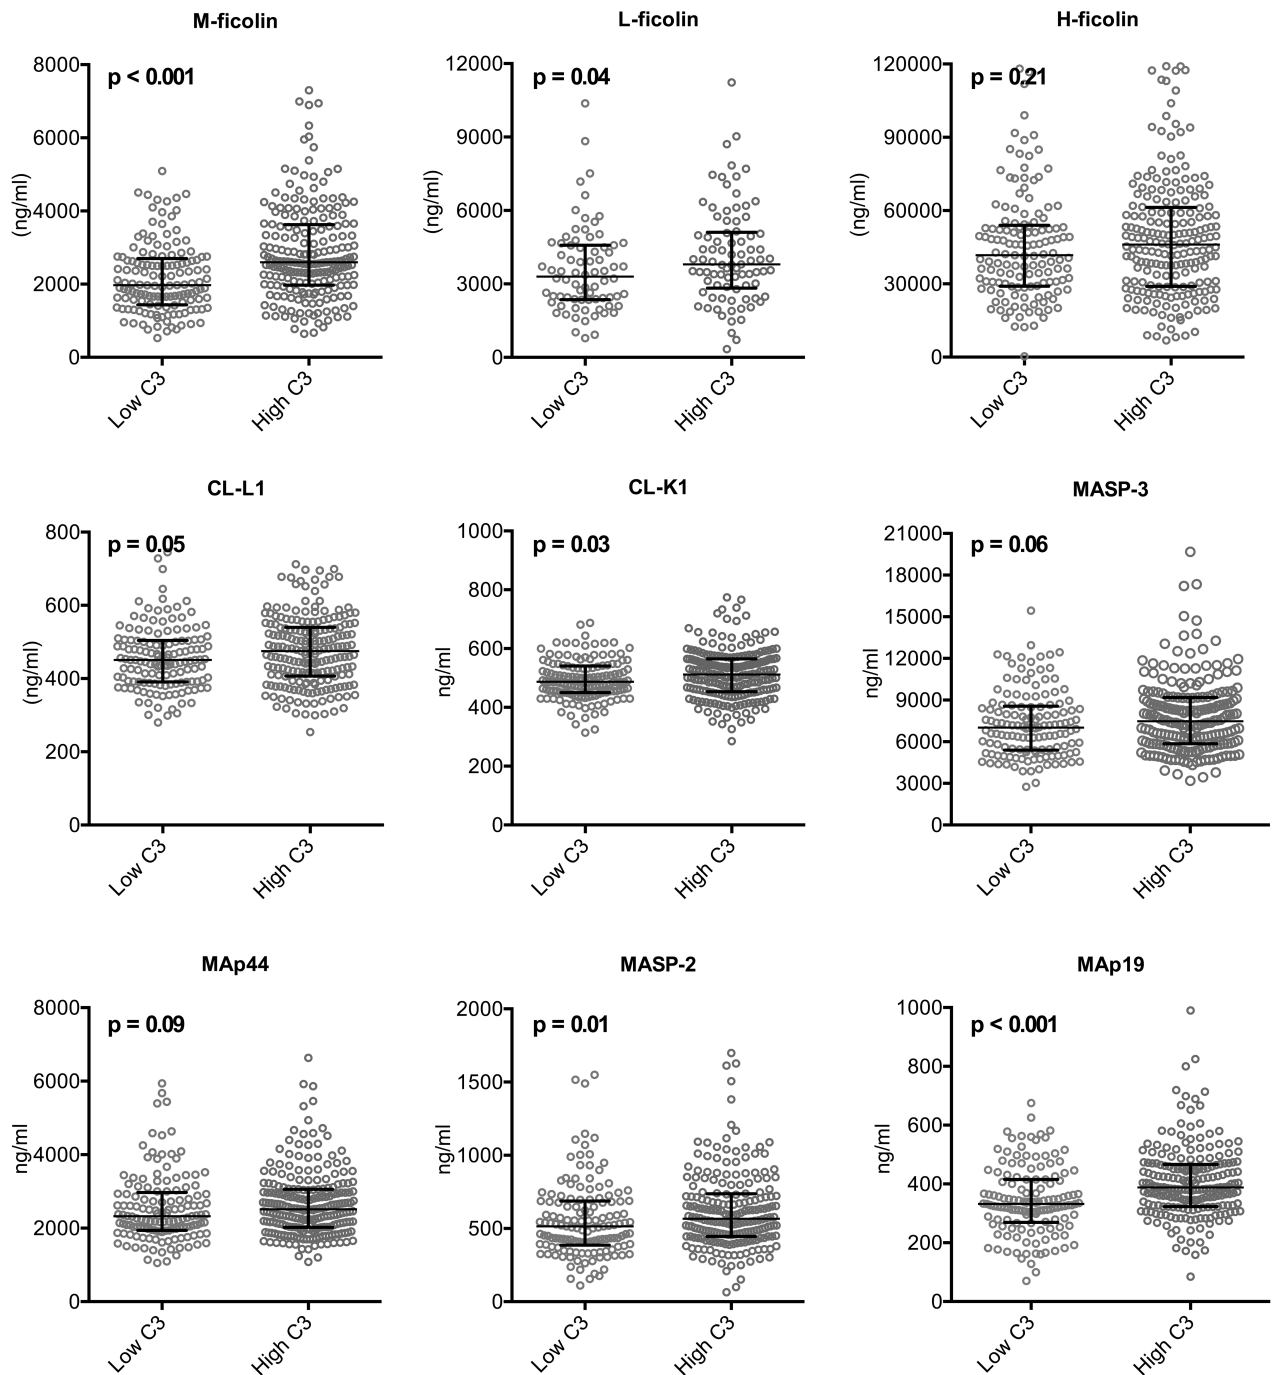 M-ficolin
8000
6000
4000
2000
0
(ng/ml)
p < 0.001
Low C3
High C3
L-ficolin
12000
9000
6000
3000
0
(ng/ml)
p = 0.04
Low C3
High C3
H-ficolin
120000
90000
60000
30000
0
(ng/ml)
p = 0.21
Low C3
High C3
CL-L1
800
600
400
200
0
(ng/ml)
p = 0.05
Low C3
High C3
CL-K1
1000
800
600
400
200
0
ng/ml
p = 0.03
Low C3
High C3
MASP-3
21000
18000
15000
12000
9000
6000
3000
0
ng/ml
p = 0.06
Low C3
High C3
MAp44
8000
6000
4000
2000
0
ng/ml
p = 0.09
Low C3
High C3
MASP-2
2000
1500
1000
500
0
ng/ml
p = 0.01
Low C3
High C3
MAp19
1000
800
600
400
200
0
ng/ml
p < 0.001
Low C3
High C3